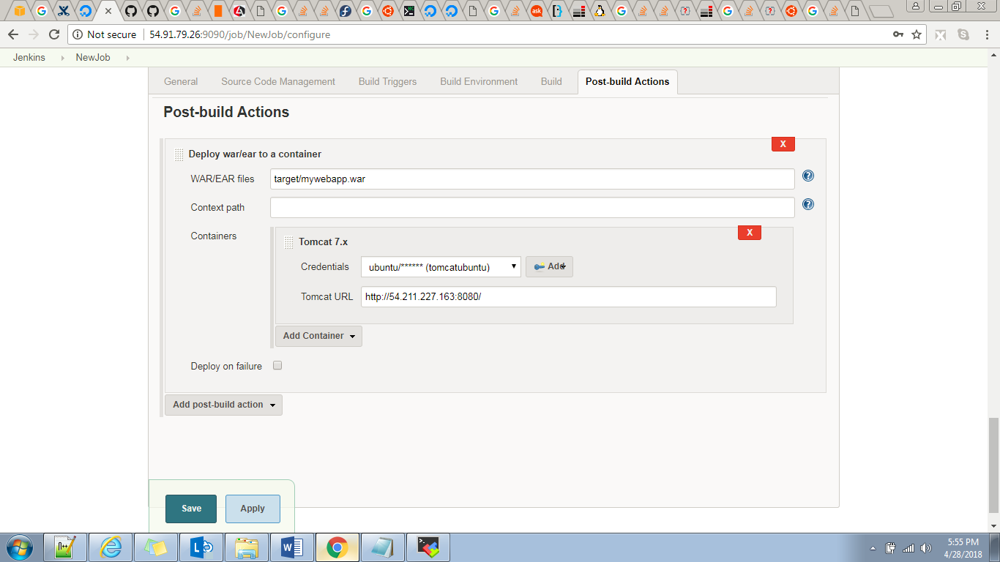 Not secure 54.91.79.26:9090/job/NewJob/configure
Jenkins NewJob
General Source Code Management Build Triggers Build Environment Build Post-build Actions
Post-build Actions
X
Deploy war/ear to a container
WAR/EAR files target/mywebapp.war ?
Context path ?
Containers
X
Tomcat 7.x
Credentials ubuntu/****** (tomcatubuntu) Add
Tomcat URL http://54.211.227.163:8080/
Add Container
Deploy on failure
Add post-build action
Save Apply
5:55 PM
4/28/2018